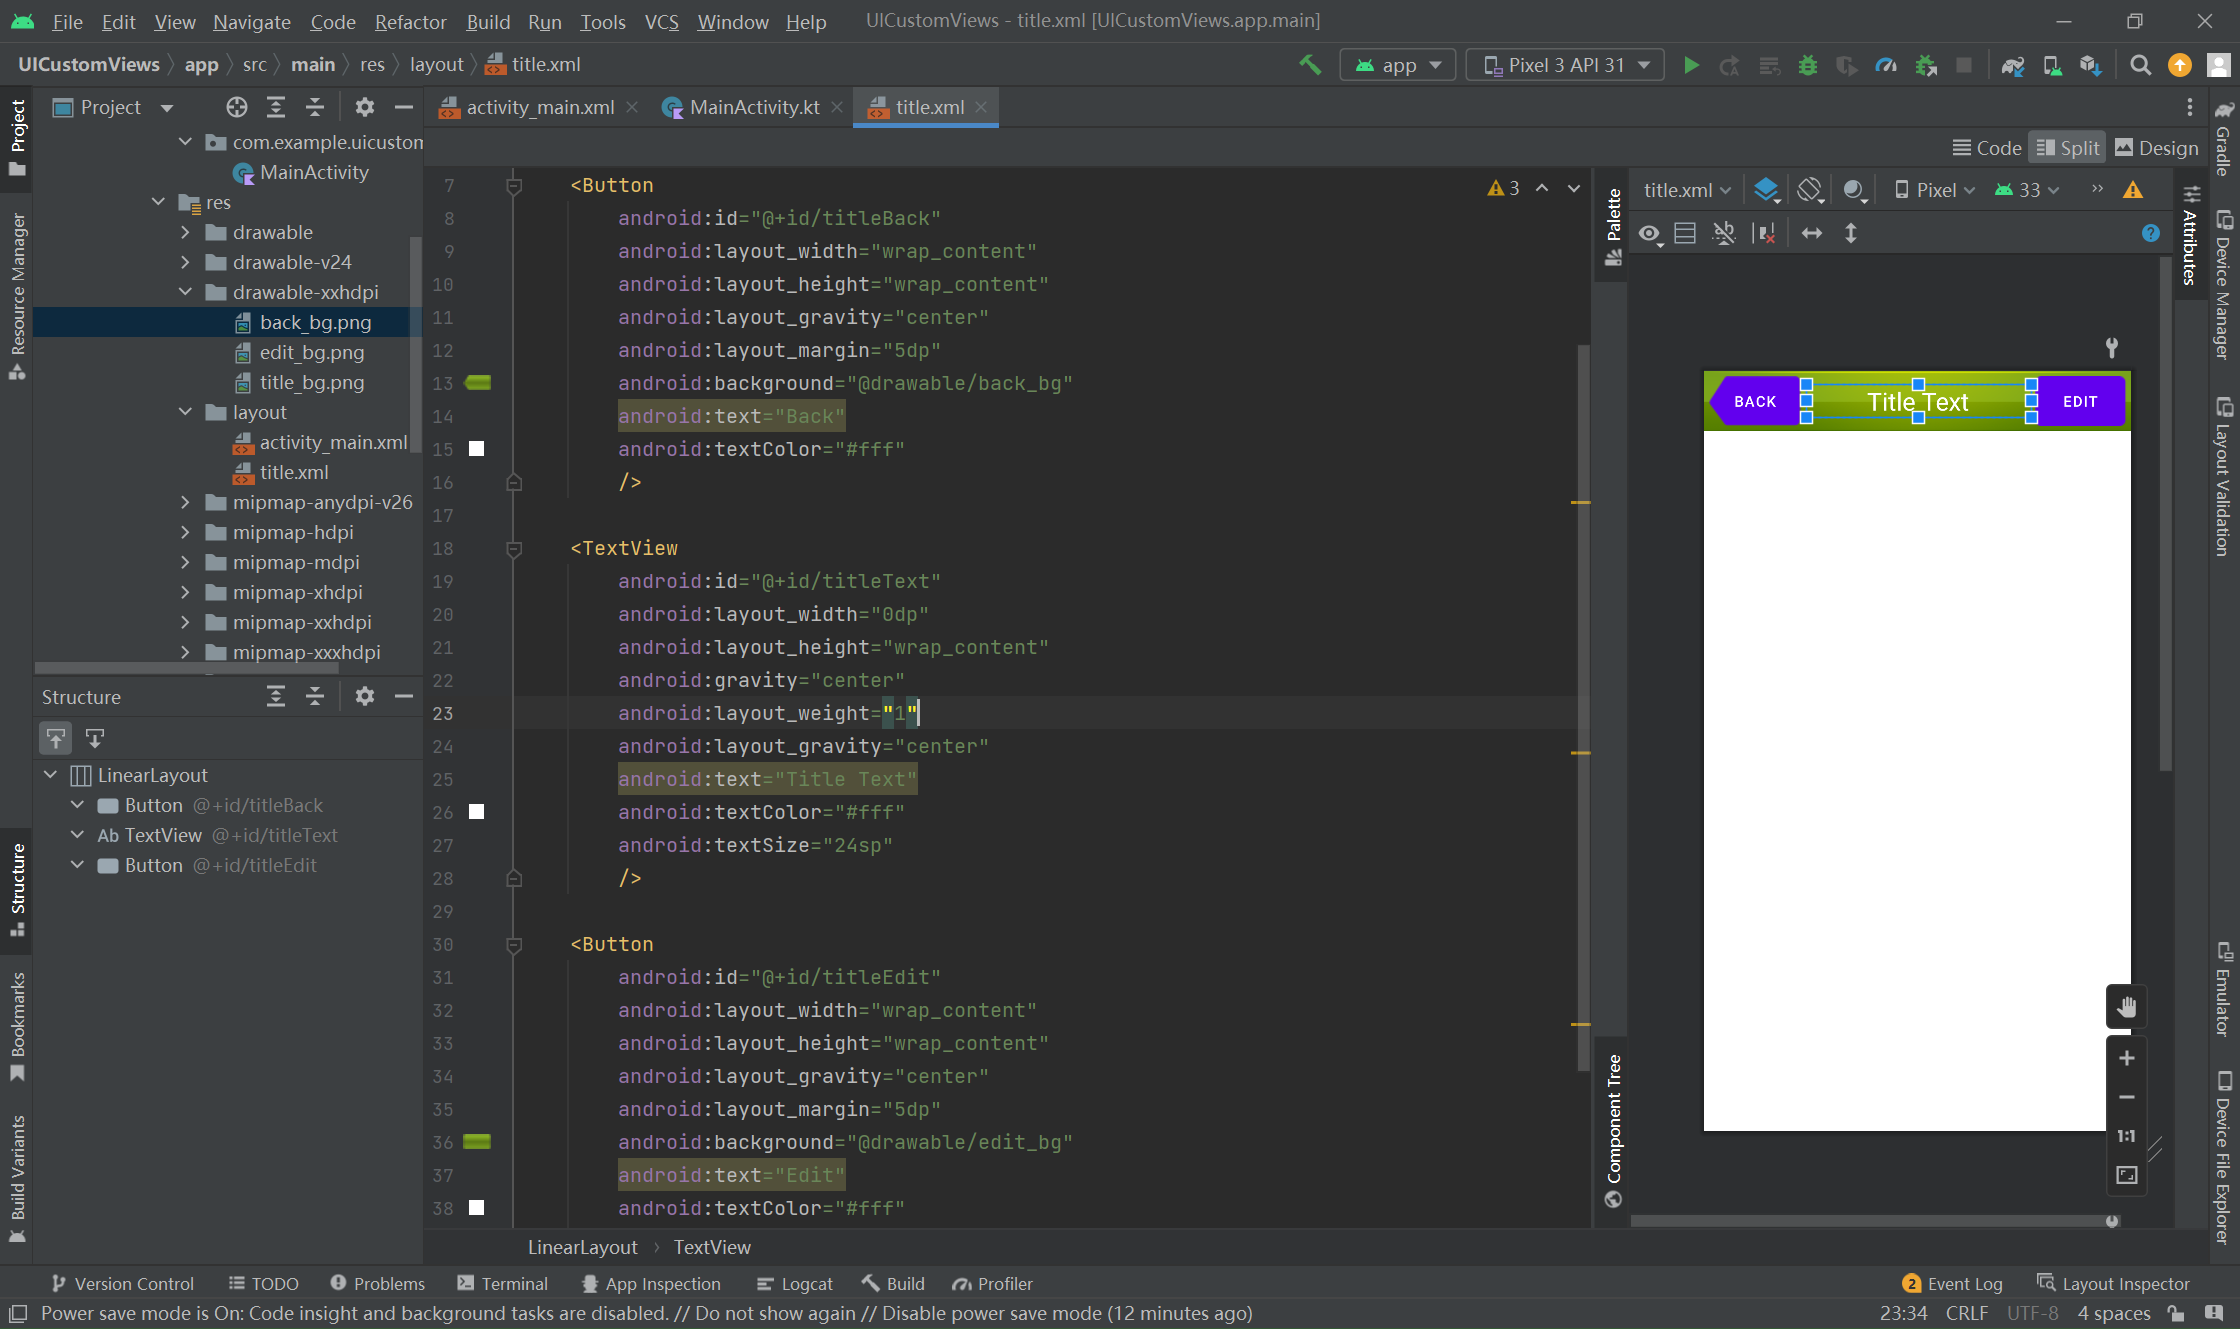 File Edit View Navigate Code Refactor Build Run Tools VCS Window Help UICustomViews - title.xml [UICustomViews.app.main]
UICustomViews app src main res layout title.xml app Pixel 3 API 31
Project
activity_main.xml MainActivity.kt title.xml
Code Split Design
com.example.uicustom
MainActivity
res
drawable
drawable-v24
drawable-xxhdpi
back_bg.png
edit_bg.png
title_bg.png
layout
activity_main.xml
title.xml
mipmap-anydpi-v26
mipmap-hdpi
mipmap-mdpi
mipmap-xhdpi
mipmap-xxhdpi
mipmap-xxxhdpi
Structure
LinearLayout
Button @+id/titleBack
Ab TextView @+id/titleText
Button @+id/titleEdit
Project
Resource Manager
Structure
Bookmarks
Build Variants
7 <Button
8 android:id="@+id/titleBack"
9 android:layout_width="wrap_content"
10 android:layout_height="wrap_content"
11 android:layout_gravity="center"
12 android:layout_margin="5dp"
13 android:background="@drawable/back_bg"
14 android:text="Back"
15 android:textColor="#fff"
16 />
17
18 <TextView
19 android:id="@+id/titleText"
20 android:layout_width="0dp"
21 android:layout_height="wrap_content"
22 android:gravity="center"
23 android:layout_weight="1"
24 android:layout_gravity="center"
25 android:text="Title Text"
26 android:textColor="#fff"
27 android:textSize="24sp"
28 />
29
30 <Button
31 android:id="@+id/titleEdit"
32 android:layout_width="wrap_content"
33 android:layout_height="wrap_content"
34 android:layout_gravity="center"
35 android:layout_margin="5dp"
36 android:background="@drawable/edit_bg"
37 android:text="Edit"
38 android:textColor="#fff"
3
LinearLayout TextView
Palette
Component Tree
title.xml Pixel 33
BACK Title Text EDIT
1:1
Attributes
Gradle
Device Manager
Layout Validation
Emulator
Device File Explorer
Version Control TODO Problems Terminal App Inspection Logcat Build Profiler 2 Event Log Layout Inspector
Power save mode is On: Code insight and background tasks are disabled. // Do not show again // Disable power save mode (12 minutes ago) 23:34 CRLF UTF-8 4 spaces